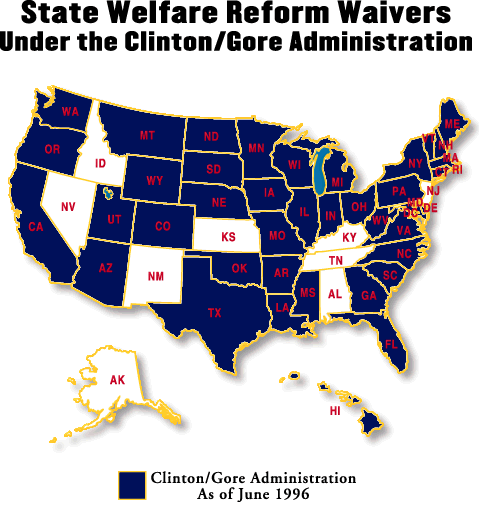 State Welfare Reform Waivers
Under the Clinton/Gore Administration
WA
MT
ND
MN
ME
VT
NH
OR
ID
SD
WI
MI
NY
MA
CT
RI
WY
IA
PA
NJ
NV
NE
IL
IN
OH
MD
DE
DC
UT
CO
WV
VA
CA
KS
MO
KY
NC
AZ
NM
OK
AR
TN
SC
TX
LA
MS
AL
GA
FL
AK
HI
Clinton/Gore Administration
As of June 1996